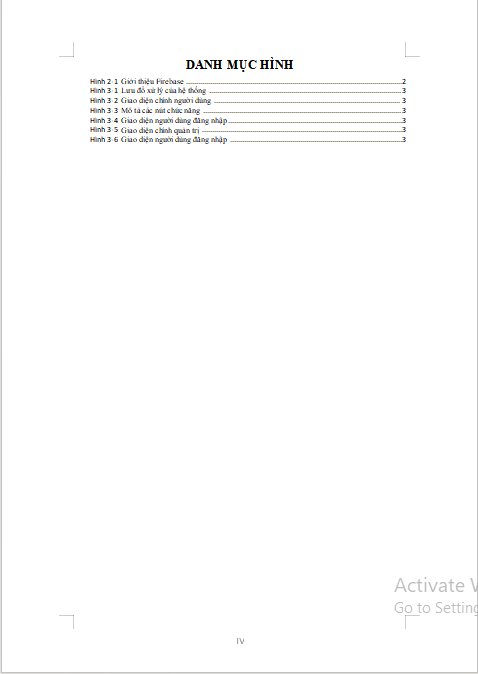 DANH MỤC HÌNH
Hình 2-1 Giới thiệu Firebase 2
Hình 3-1 Lưu đồ xử lý của hệ thống 3
Hình 3-2 Giao diện chính người dùng 3
Hình 3-3 Mô tả các nút chức năng 3
Hình 3-4 Giao diện người dùng đăng nhập 3
Hình 3-5 Giao diện chính quản trị 3
Hình 3-6 Giao diện người dùng đăng nhập 3
Activate W
Go to Setting
IV